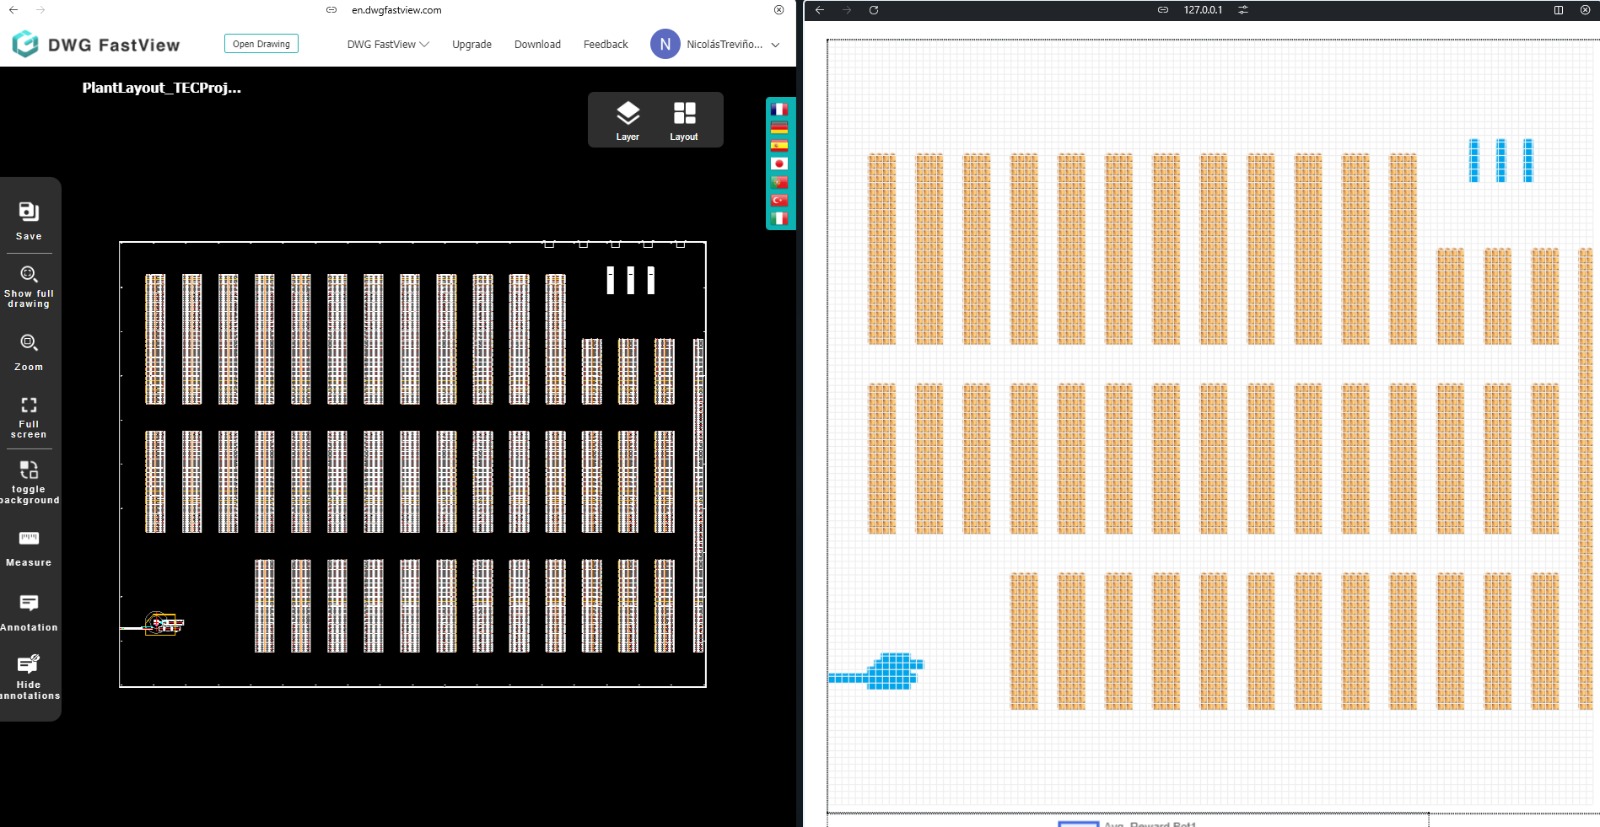 en.dwgfastview.com
127.0.0.1
DWG FastView
Open Drawing
DWG FastView
Upgrade
Download
Feedback
N
NicolásTreviño...
PlantLayout_TECProj...
Layer
Layout
Save
Show full
drawing
Zoom
Full
screen
toggle
background
Measure
Annotation
Hide
annotations
Avg. Reward Bot1